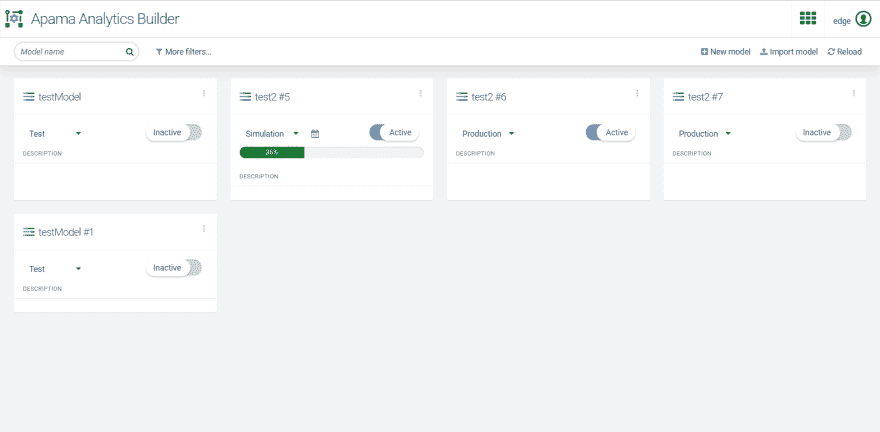 Apama Analytics Builder
edge
Model name
More filters...
New model
Import model
Reload
testModel
Test
Inactive
DESCRIPTION
test2 #5
Simulation
Active
36%
DESCRIPTION
test2 #6
Production
Active
DESCRIPTION
test2 #7
Production
Inactive
DESCRIPTION
testModel #1
Test
Inactive
DESCRIPTION